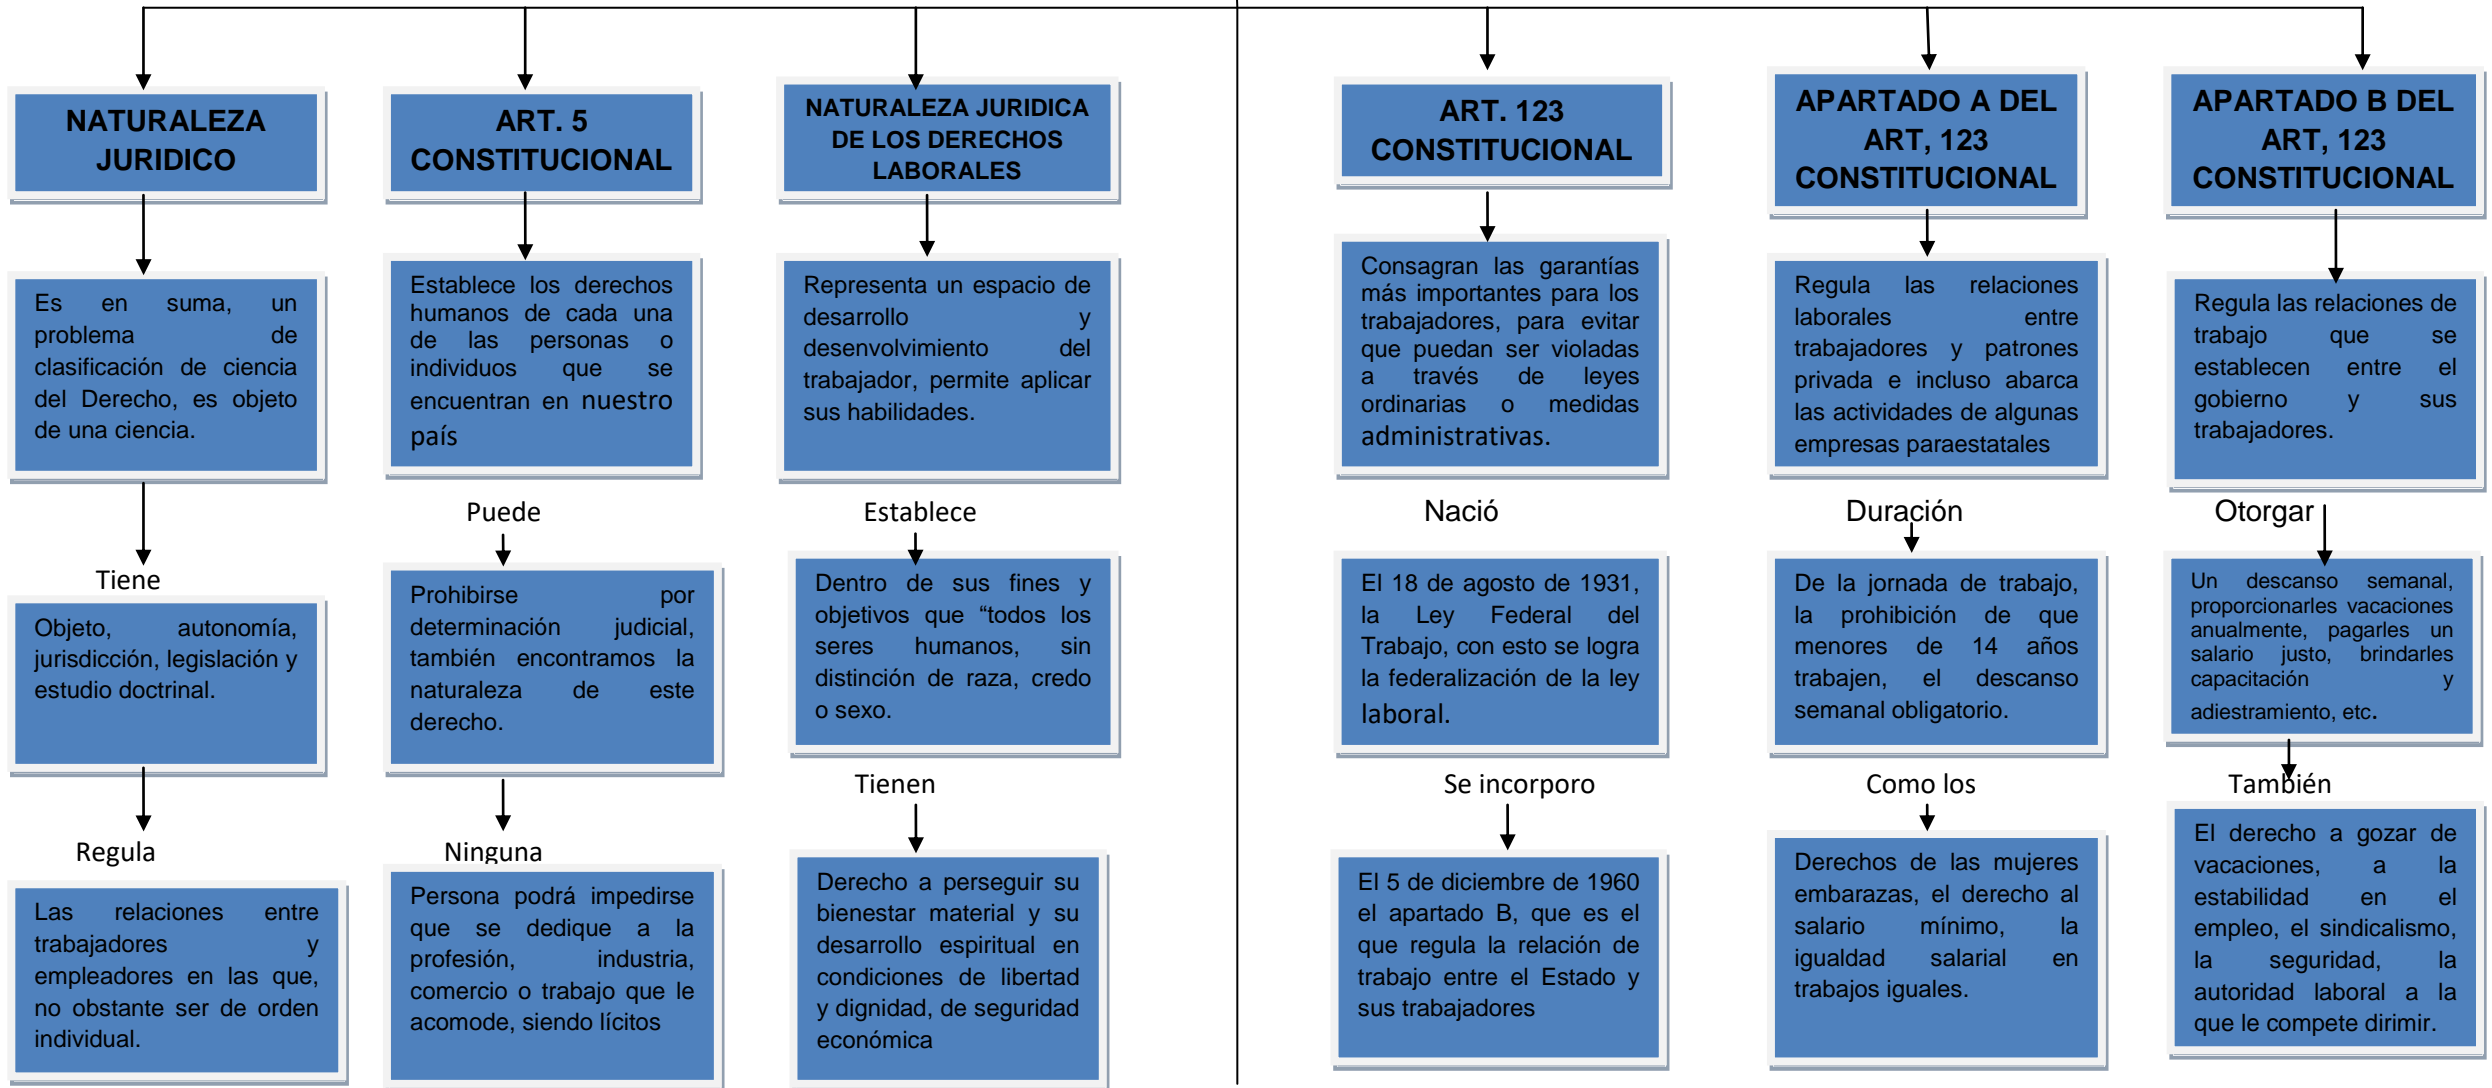 NATURALEZA
JURIDICO
Es en suma, un
problema de
clasificación de ciencia
del Derecho, es objeto
de una ciencia.
Tiene
Objeto, autonomía,
jurisdicción, legislación y
estudio doctrinal.
Regula
Las relaciones entre
trabajadores y
empleadores en las que,
no obstante ser de orden
individual.
ART. 5
CONSTITUCIONAL
Establece los derechos
humanos de cada una
de las personas o
individuos que se
encuentran en nuestro
país
Puede
Prohibirse por
determinación judicial,
también encontramos la
naturaleza de este
derecho.
Ninguna
Persona podrá impedirse
que se dedique a la
profesión, industria,
comercio o trabajo que le
acomode, siendo lícitos
NATURALEZA JURIDICA
DE LOS DERECHOS
LABORALES
Representa un espacio de
desarrollo y
desenvolvimiento del
trabajador, permite aplicar
sus habilidades.
Establece
Dentro de sus fines y
objetivos que “todos los
seres humanos, sin
distinción de raza, credo
o sexo.
Tienen
Derecho a perseguir su
bienestar material y su
desarrollo espiritual en
condiciones de libertad
y dignidad, de seguridad
económica
ART. 123
CONSTITUCIONAL
Consagran las garantías
más importantes para los
trabajadores, para evitar
que puedan ser violadas
a través de leyes
ordinarias o medidas
administrativas.
Nació
El 18 de agosto de 1931,
la Ley Federal del
Trabajo, con esto se logra
la federalización de la ley
laboral.
Se incorporo
El 5 de diciembre de 1960
el apartado B, que es el
que regula la relación de
trabajo entre el Estado y
sus trabajadores
APARTADO A DEL
ART, 123
CONSTITUCIONAL
Regula las relaciones
laborales entre
trabajadores y patrones
privada e incluso abarca
las actividades de algunas
empresas paraestatales
Duración
De la jornada de trabajo,
la prohibición de que
menores de 14 años
trabajen, el descanso
semanal obligatorio.
Como los
Derechos de las mujeres
embarazas, el derecho al
salario mínimo, la
igualdad salarial en
trabajos iguales.
APARTADO B DEL
ART, 123
CONSTITUCIONAL
Regula las relaciones de
trabajo que se
establecen entre el
gobierno y sus
trabajadores.
Otorgar
Un descanso semanal,
proporcionarles vacaciones
anualmente, pagarles un
salario justo, brindarles
capacitación y
adiestramiento, etc.
También
El derecho a gozar de
vacaciones, a la
estabilidad en el
empleo, el sindicalismo,
la seguridad, la
autoridad laboral a la
que le compete dirimir.